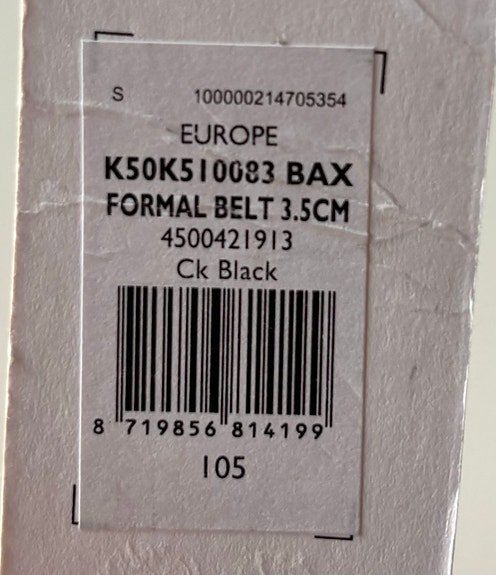 S 100000214705354
EUROPE
K50K510083 BAX
FORMAL BELT 3.5CM
4500421913
Ck Black
8 719856 814199
105